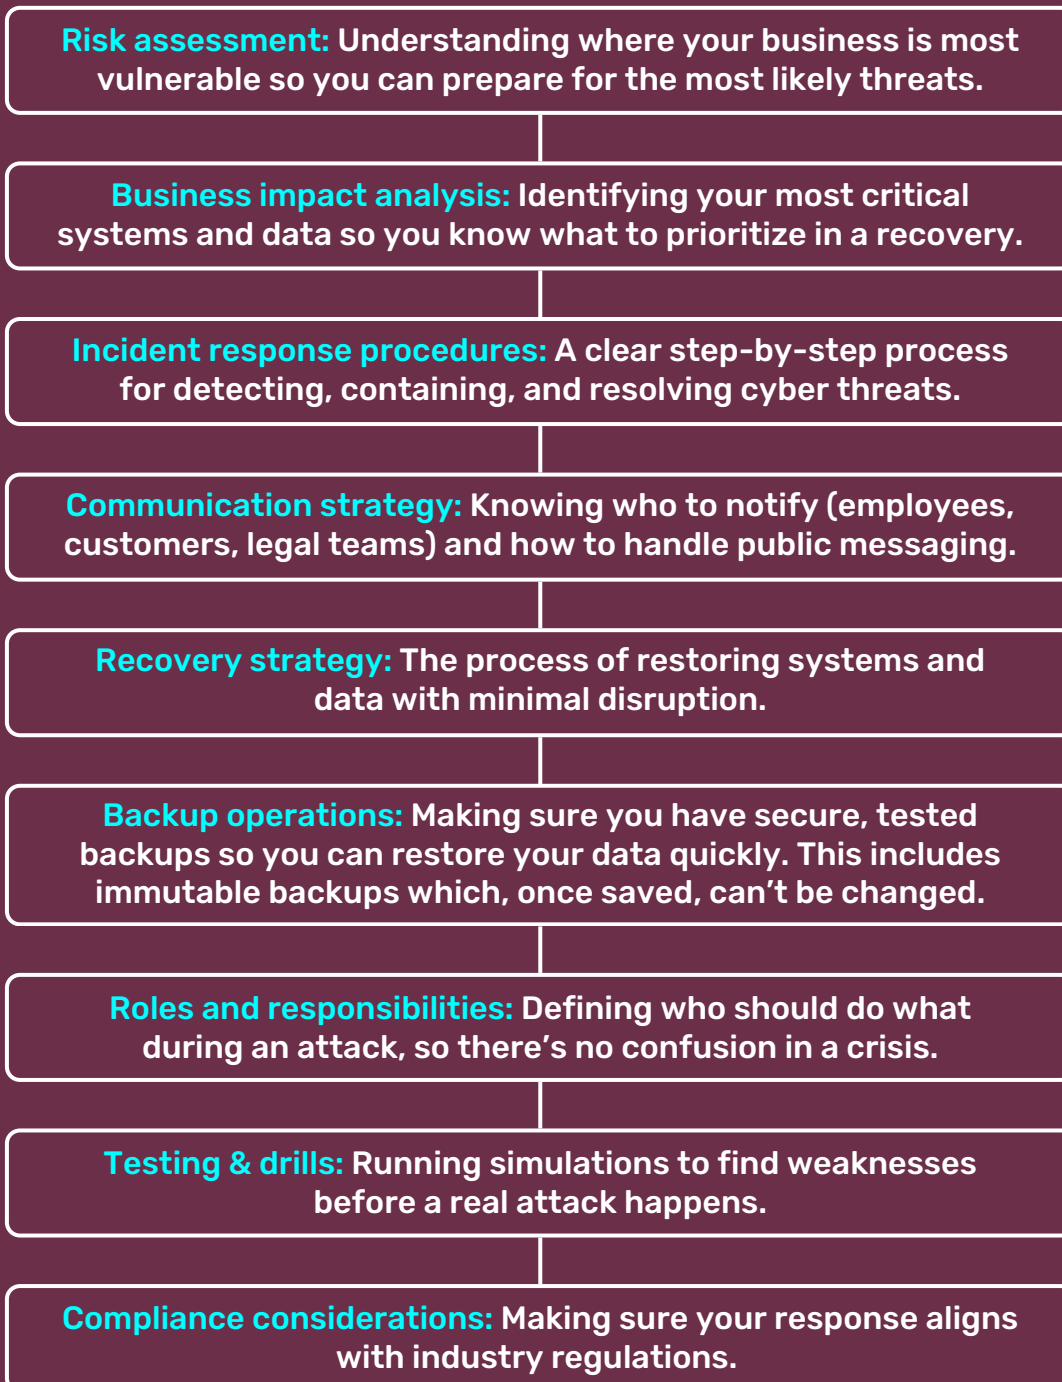 Risk assessment: Understanding where your business is most
vulnerable so you can prepare for the most likely threats.
Business impact analysis: Identifying your most critical
systems and data so you know what to prioritize in a recovery.
Incident response procedures: A clear step-by-step process
for detecting, containing, and resolving cyber threats.
Communication strategy: Knowing who to notify (employees,
customers, legal teams) and how to handle public messaging.
Recovery strategy: The process of restoring systems and
data with minimal disruption.
Backup operations: Making sure you have secure, tested
backups so you can restore your data quickly. This includes
immutable backups which, once saved, can’t be changed.
Roles and responsibilities: Defining who should do what
during an attack, so there’s no confusion in a crisis.
Testing & drills: Running simulations to find weaknesses
before a real attack happens.
Compliance considerations: Making sure your response aligns
with industry regulations.